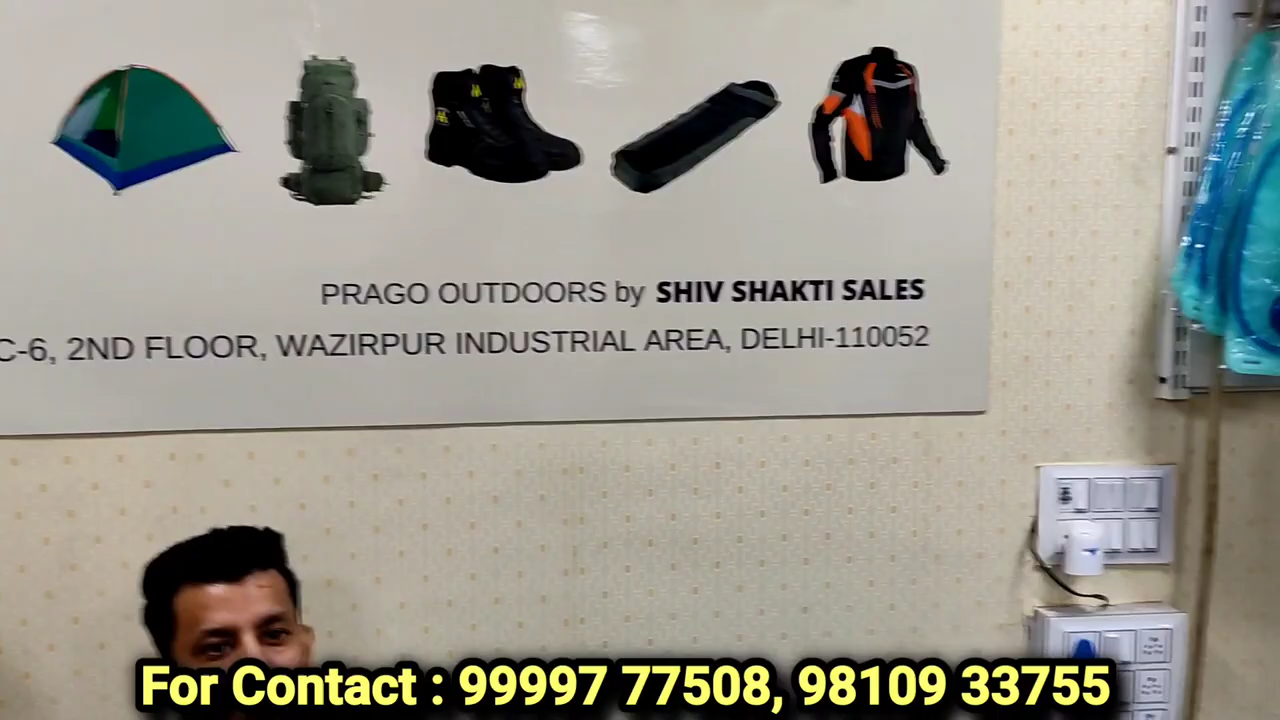 PRAGO OUTDOORS by SHIV SHAKTI SALES
C-6, 2ND FLOOR, WAZIRPUR INDUSTRIAL AREA, DELHI-110052
For Contact : 99997 77508, 98109 33755